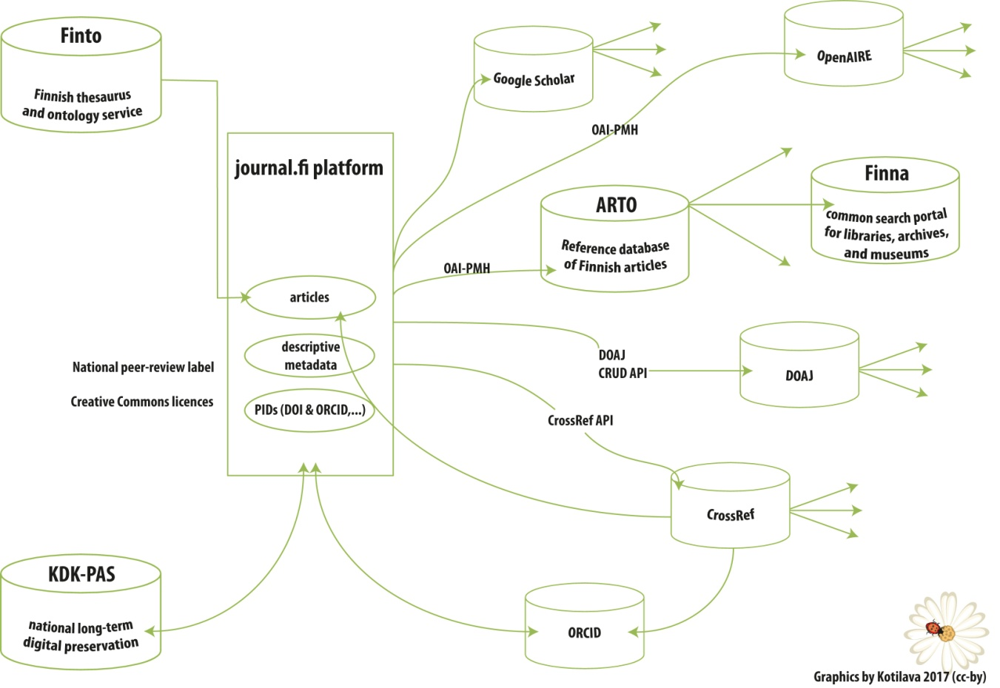 Finto
Finnish thesaurus
and ontology service
journal.fi platform
articles
descriptive
metadata
PIDs (DOI & ORCID,...)
National peer-review label
Creative Commons licences
KDK-PAS
national long-term
digital preservation
Google Scholar
OpenAIRE
OAI-PMH
ARTO
Reference database
of Finnish articles
OAI-PMH
Finna
common search portal
for libraries, archives,
and museums
DOAJ
CRUD API
DOAJ
CrossRef API
CrossRef
ORCID
Graphics by Kotilava 2017 (cc-by)